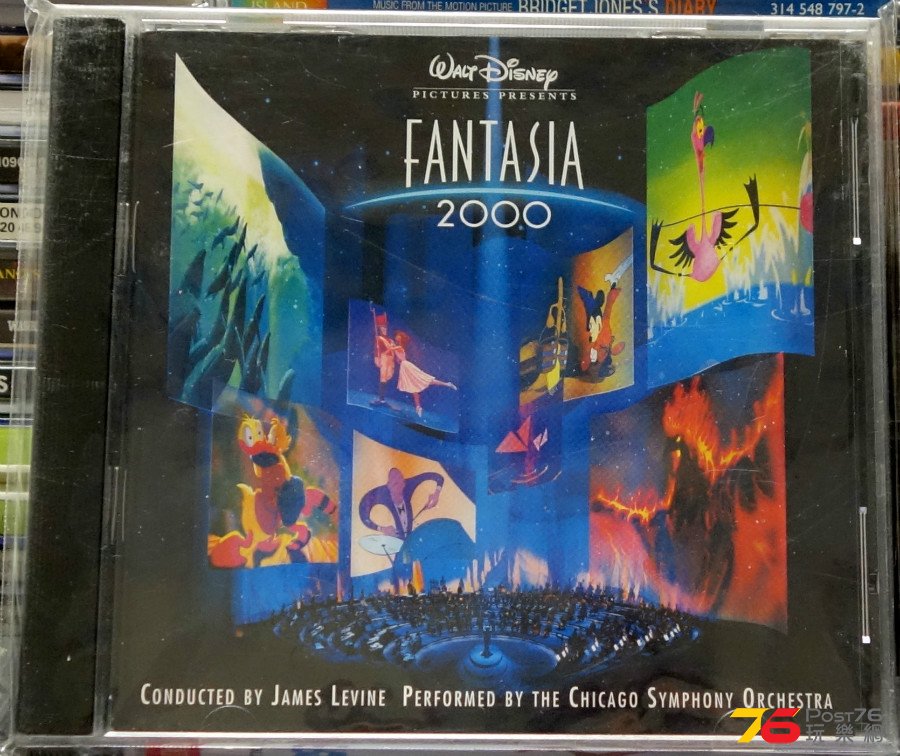 ISLAND
MUSIC FROM THE MOTION PICTURE BRIDGET JONES'S DIARY
314 548 797-2
WALT DISNEY
PICTURES PRESENTS
FANTASIA
2000
CONDUCTED BY JAMES LEVINE PERFORMED BY THE CHICAGO SYMPHONY ORCHESTRA
76 POST76
玩樂網